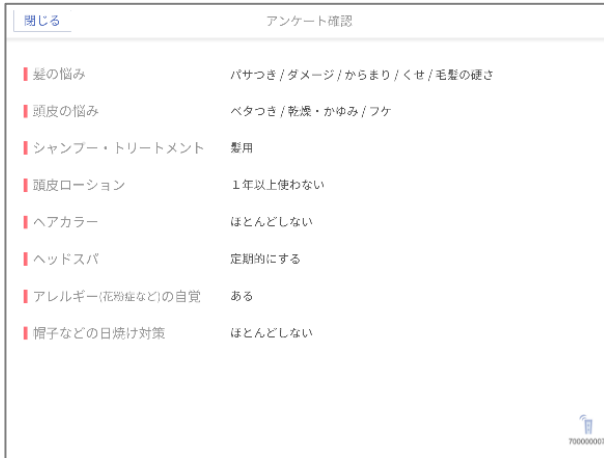 閉じる
アンケート確認
髪の悩み パサつき / ダメージ / からまり / くせ / 毛髪の硬さ
頭皮の悩み ベタつき / 乾燥・かゆみ / フケ
シャンプー・トリートメント 髪用
頭皮ローション 1年以上使わない
ヘアカラー ほとんどしない
ヘッドスパ 定期的にする
アレルギー(花粉症など)の自覚 ある
帽子などの日焼け対策 ほとんどしない